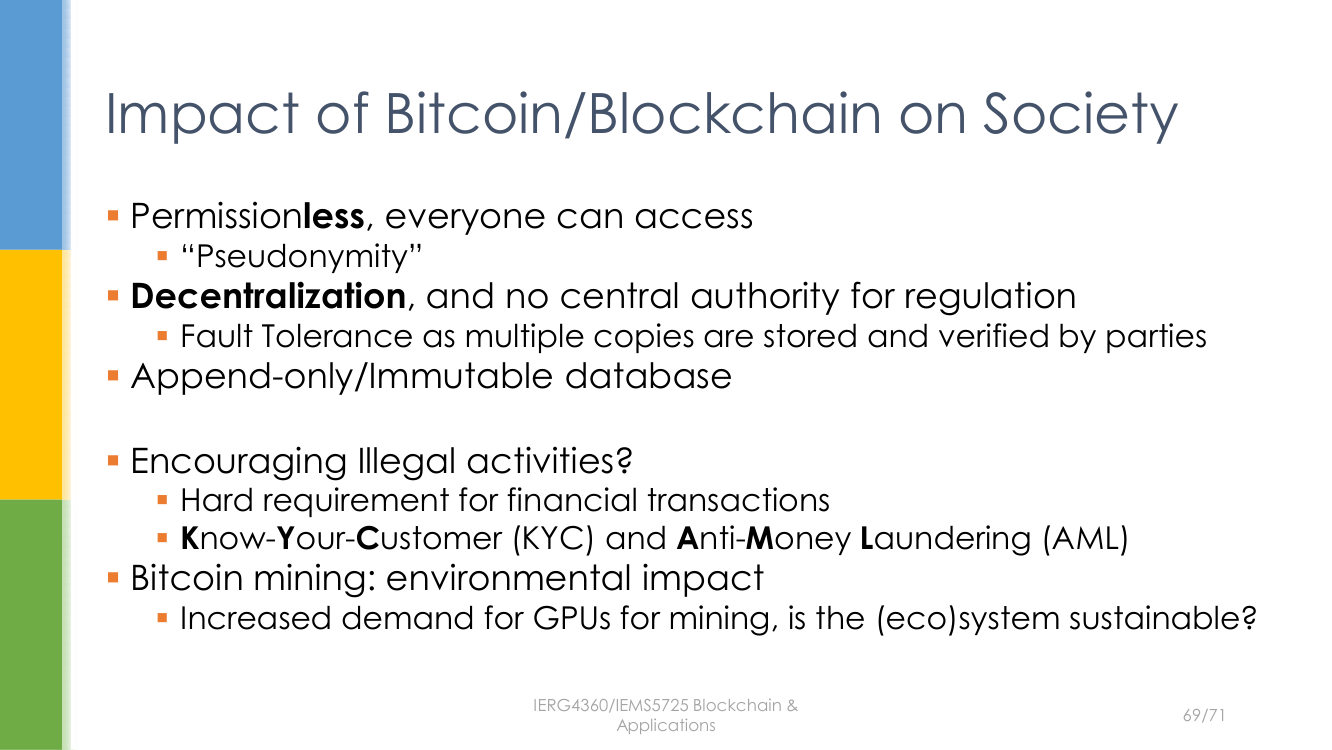 Impact of Bitcoin/Blockchain on Society
Permissionless, everyone can access
“Pseudonymity”
Decentralization, and no central authority for regulation
Fault Tolerance as multiple copies are stored and verified by parties
Append-only/Immutable database
Encouraging Illegal activities?
Hard requirement for financial transactions
Know-Your-Customer (KYC) and Anti-Money Laundering (AML)
Bitcoin mining: environmental impact
Increased demand for GPUs for mining, is the (eco)system sustainable?
IERG4360/IEMS5725 Blockchain &
Applications
69/71